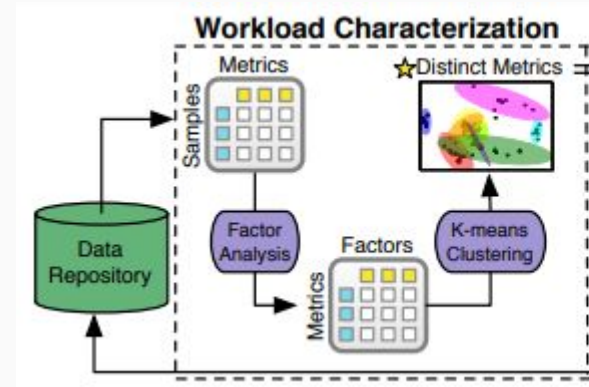 Workload Characterization
Metrics
Samples
Distinct Metrics
Factor
Analysis
Data
Repository
Factors
Metrics
K-means
Clustering